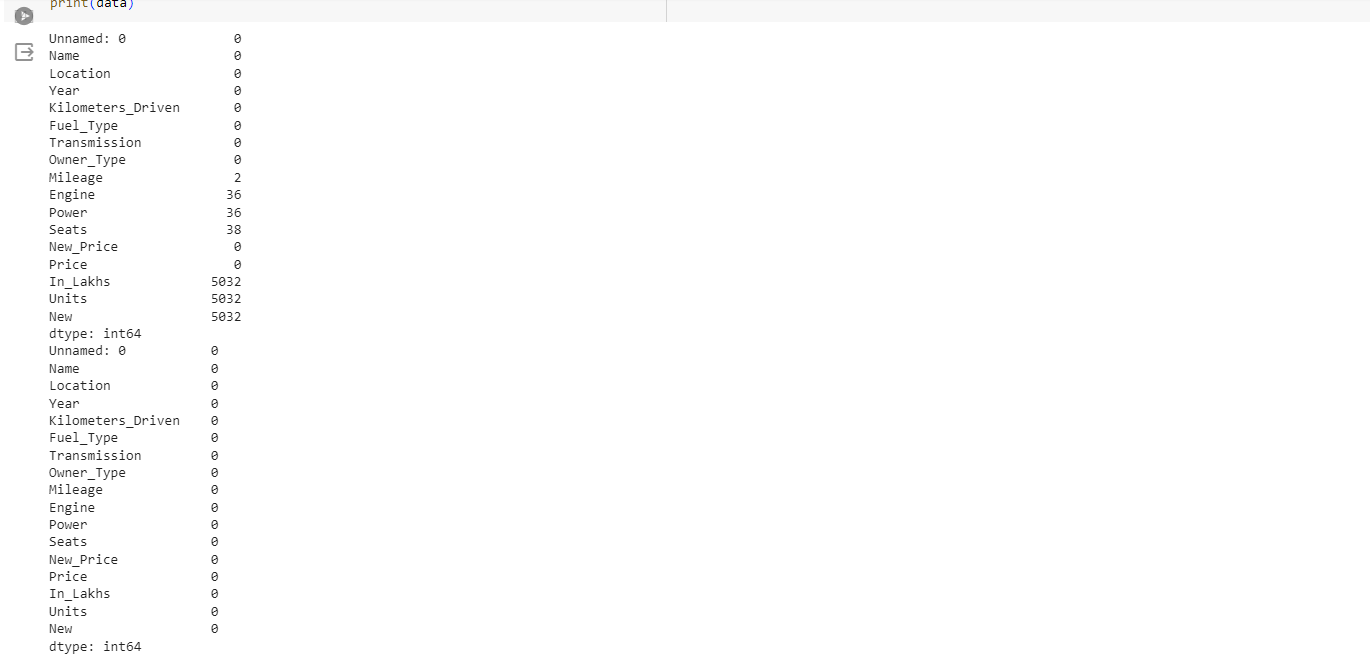 print(data)
Unnamed: 0 0
Name 0
Location 0
Year 0
Kilometers_Driven 0
Fuel_Type 0
Transmission 0
Owner_Type 0
Mileage 2
Engine 36
Power 36
Seats 38
New_Price 0
Price 0
In_Lakhs 5032
Units 5032
New 5032
dtype: int64
Unnamed: 0 0
Name 0
Location 0
Year 0
Kilometers_Driven 0
Fuel_Type 0
Transmission 0
Owner_Type 0
Mileage 0
Engine 0
Power 0
Seats 0
New_Price 0
Price 0
In_Lakhs 0
Units 0
New 0
dtype: int64